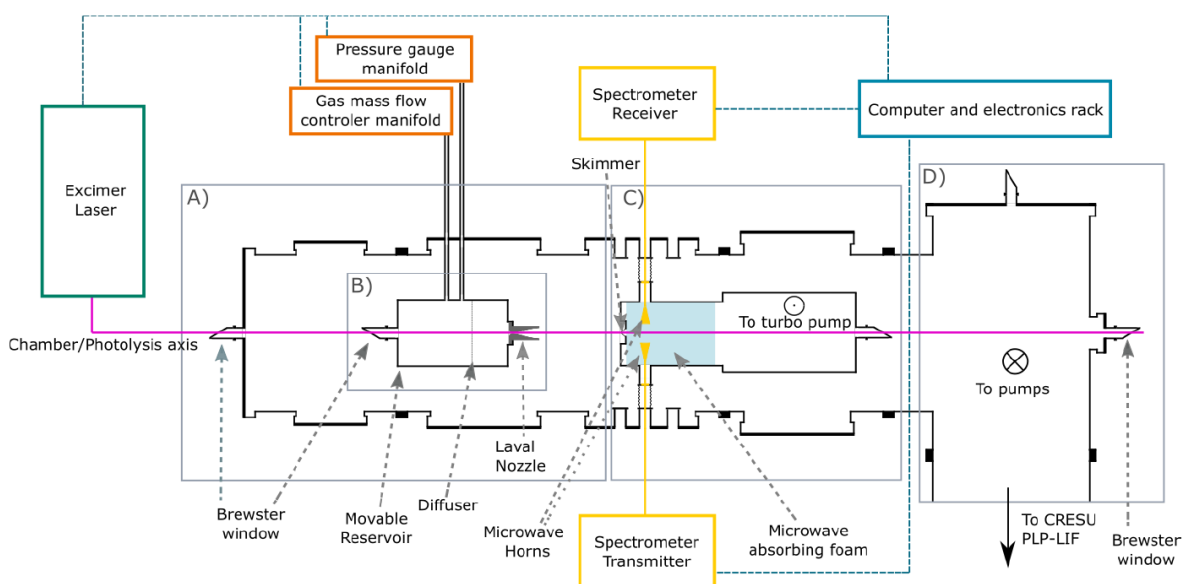 Pressure gauge
manifold
Gas mass flow
controler manifold
Spectrometer
Receiver
Computer and electronics rack
Excimer
Laser
Skimmer
A)
B)
C)
D)
To turbo pump
Chamber/Photolysis axis
To pumps
Laval
Nozzle
Diffuser
Brewster
window
Movable
Reservoir
Microwave
Horns
Microwave
absorbing foam
Spectrometer
Transmitter
To CRESU
PLP-LIF
Brewster
window